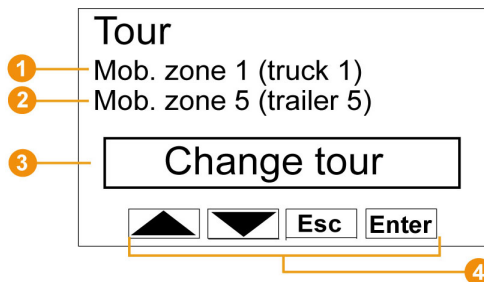 Tour
1 Mob. zone 1 (truck 1)
2 Mob. zone 5 (trailer 5)
3 Change tour
Esc Enter
4